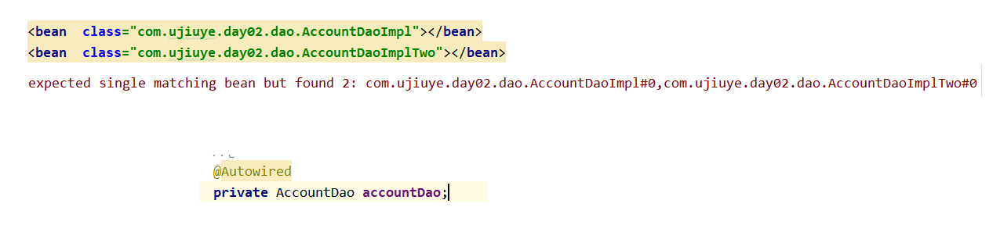 <bean  class="com.ujiuye.day02.dao.AccountDaoImpl"></bean>
<bean  class="com.ujiuye.day02.dao.AccountDaoImplTwo"></bean>
expected single matching bean but found 2: com.ujiuye.day02.dao.AccountDaoImpl#0,com.ujiuye.day02.dao.AccountDaoImplTwo#0
@Autowired
private AccountDao accountDao;